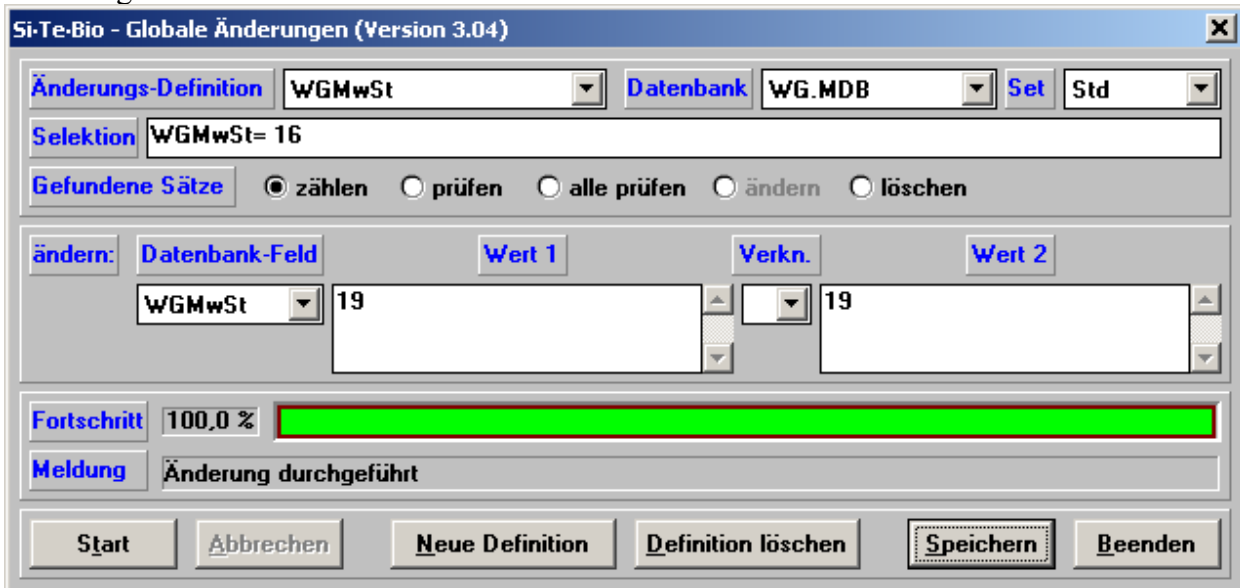 Si-Te-Bio - Globale Änderungen (Version 3.04)
Änderungs-Definition WGMwSt Datenbank WG.MDB Set Std
Selektion WGMwSt= 16
Gefundene Sätze zählen prüfen alle prüfen ändern löschen
ändern: Datenbank-Feld Wert 1 Verkn. Wert 2
WGMwSt 19 19
Fortschritt 100,0 %
Meldung Änderung durchgeführt
Start Abbrechen Neue Definition Definition löschen Speichern Beenden